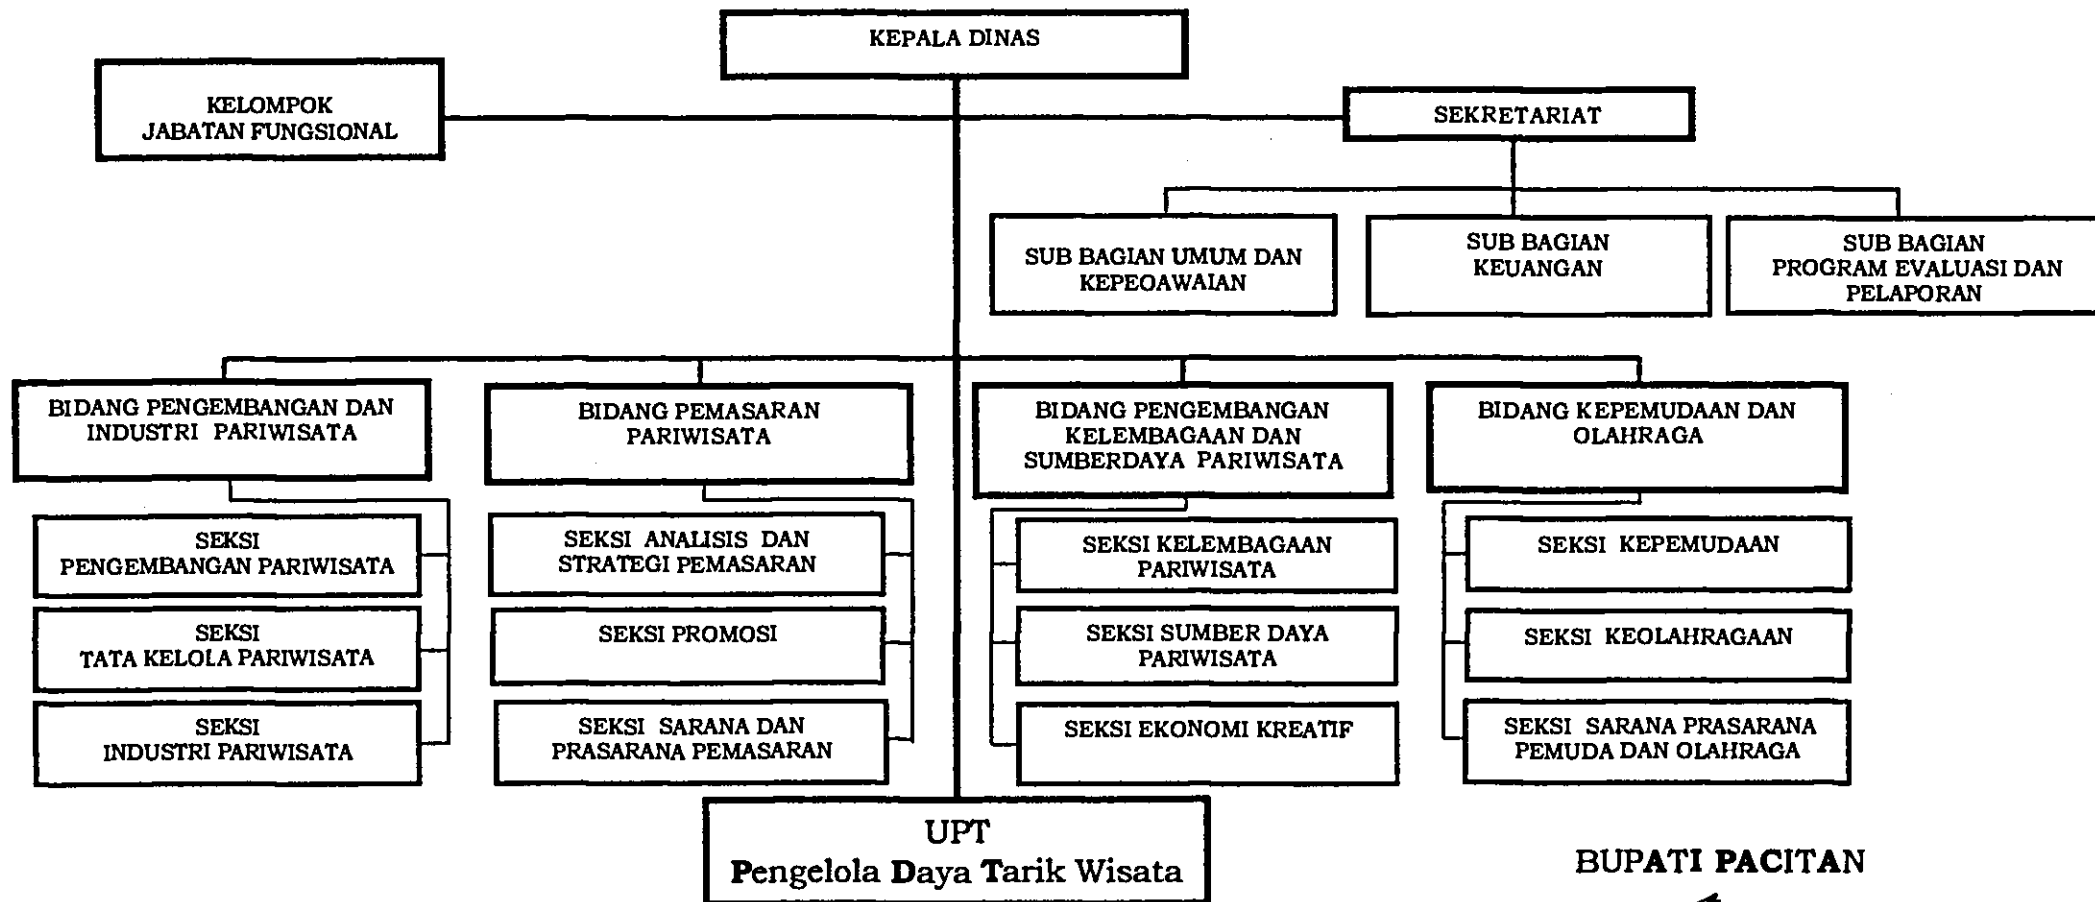 KEPALA DINAS
KELOMPOK
JABATAN FUNGSIONAL
SEKRETARIAT
SUB BAGIAN UMUM DAN
KEPEOAWAIAN
SUB BAGIAN
KEUANGAN
SUB BAGIAN
PROGRAM EVALUASI DAN
PELAPORAN
BIDANG PENGEMBANGAN DAN
INDUSTRI PARIWISATA
BIDANG PEMASARAN
PARIWISATA
BIDANG PENGEMBANGAN
KELEMBAGAAN DAN
SUMBERDAYA PARIWISATA
BIDANG KEPEMUDAAN DAN
OLAHRAGA
SEKSI
PENGEMBANGAN PARIWISATA
SEKSI
TATA KELOLA PARIWISATA
SEKSI
INDUSTRI PARIWISATA
SEKSI ANALISIS DAN
STRATEGI PEMASARAN
SEKSI PROMOSI
SEKSI SARANA DAN
PRASARANA PEMASARAN
SEKSI KELEMBAGAAN
PARIWISATA
SEKSI SUMBER DAYA
PARIWISATA
SEKSI EKONOMI KREATIF
SEKSI KEPEMUDAAN
SEKSI KEOLAHRAGAAN
SEKSI SARANA PRASARANA
PEMUDA DAN OLAHRAGA
UPT
Pengelola Daya Tarik Wisata
BUPATI PACITAN